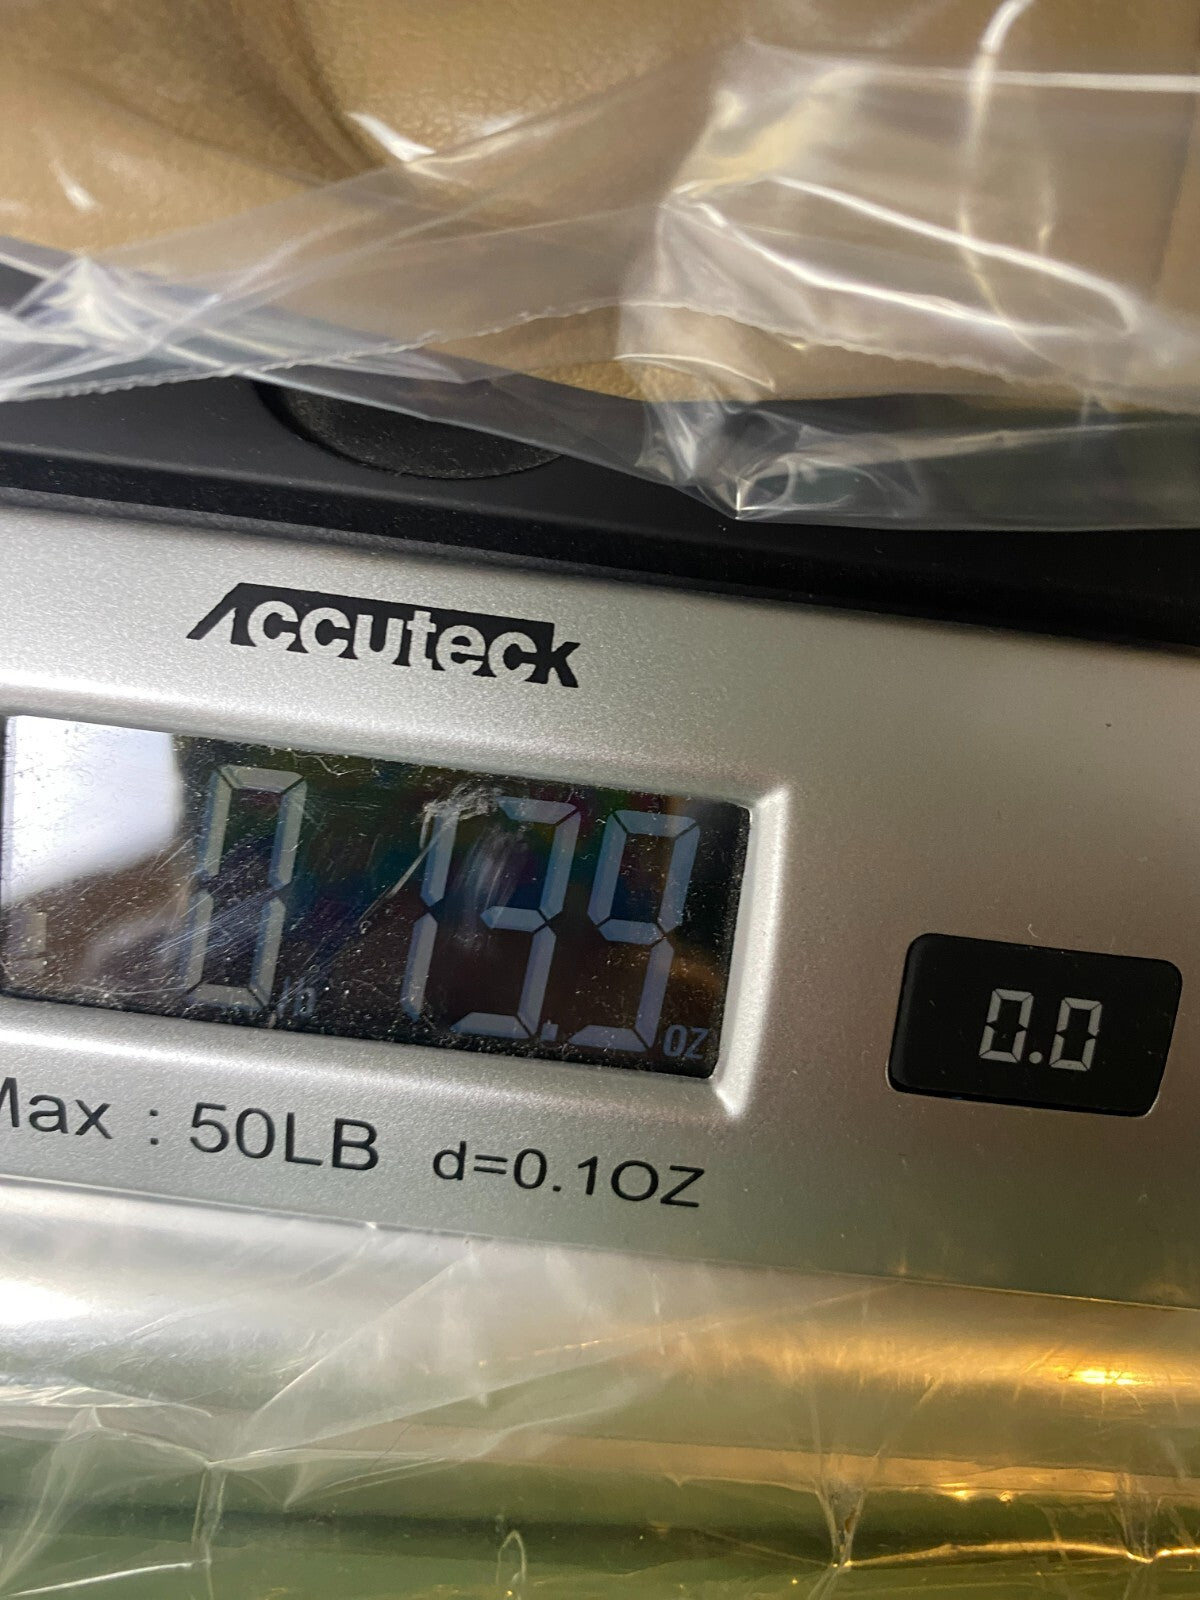 Accuteck
0 lb 13.9 oz
0.0
Max : 50LB d=0.1OZ